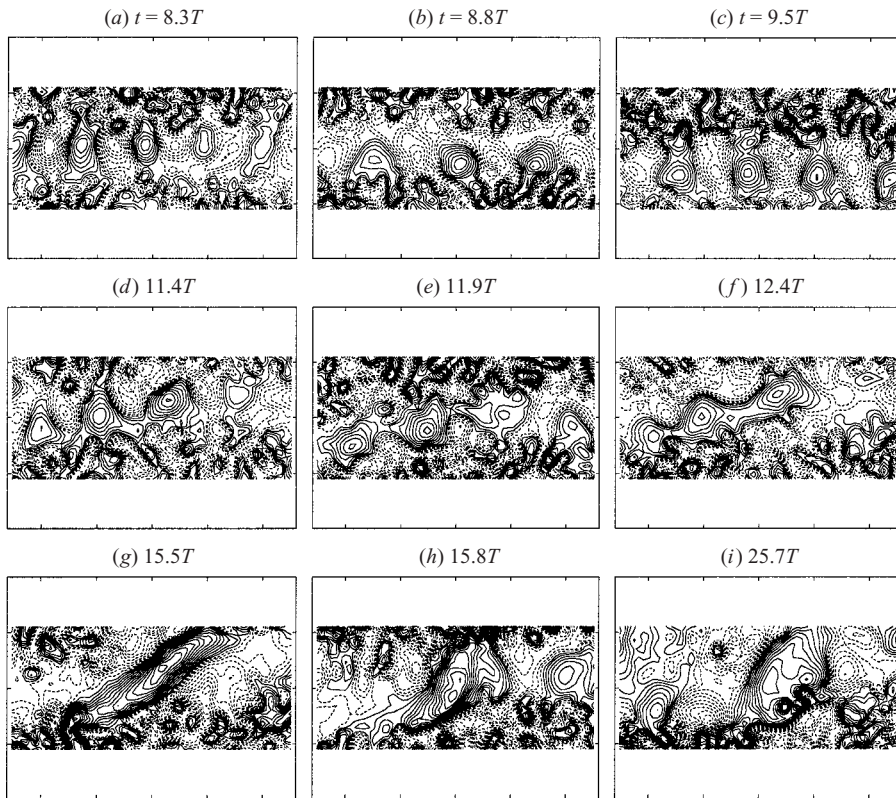 (a) t = 8.3T
(b) t = 8.8T
(c) t = 9.5T
(d) 11.4T
(e) 11.9T
(f) 12.4T
(g) 15.5T
(h) 15.8T
(i) 25.7T